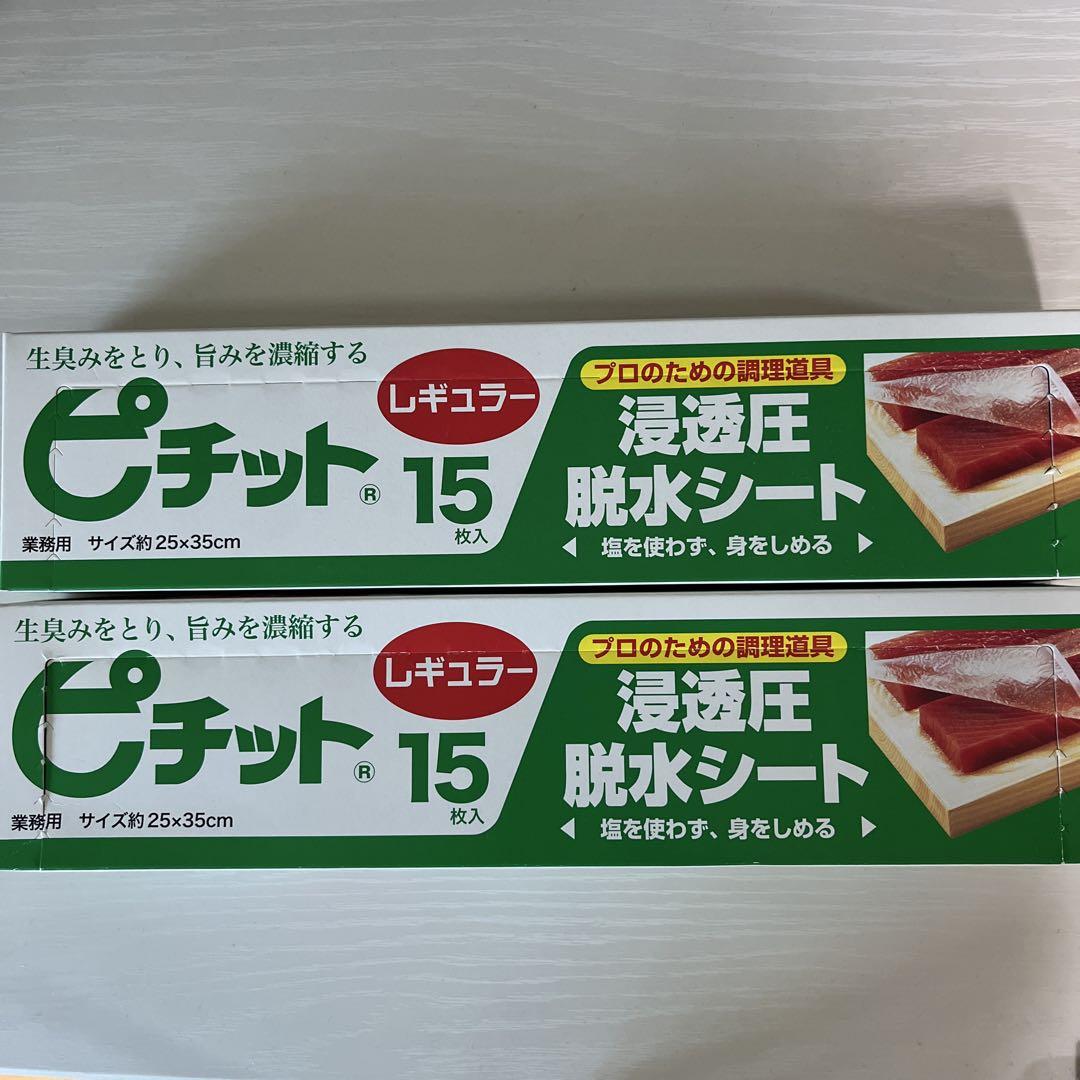 生臭みをとり、旨みを濃縮する
ピチット®
レギュラー
15
枚入
業務用 サイズ約25×35cm
プロのための調理道具
浸透圧
脱水シート
塩を使わず、身をしめる
生臭みをとり、旨みを濃縮する
ピチット®
レギュラー
15
枚入
業務用 サイズ約25×35cm
プロのための調理道具
浸透圧
脱水シート
塩を使わず、身をしめる